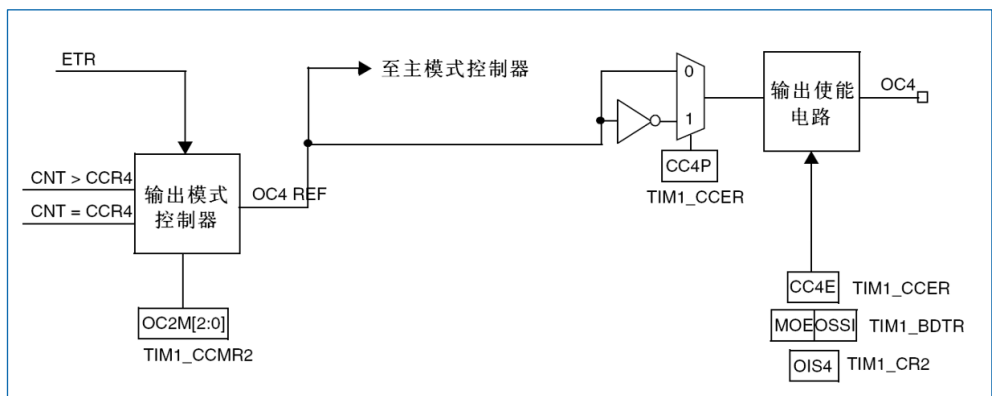 ETR
至主模式控制器
CNT > CCR4
CNT = CCR4
输出模式
控制器
OC4 REF
OC2M[2:0]
TIM1_CCMR2
0
1
CC4P
TIM1_CCER
输出使能
电路
OC4
CC4E TIM1_CCER
MOE OSSI TIM1_BDTR
OIS4 TIM1_CR2